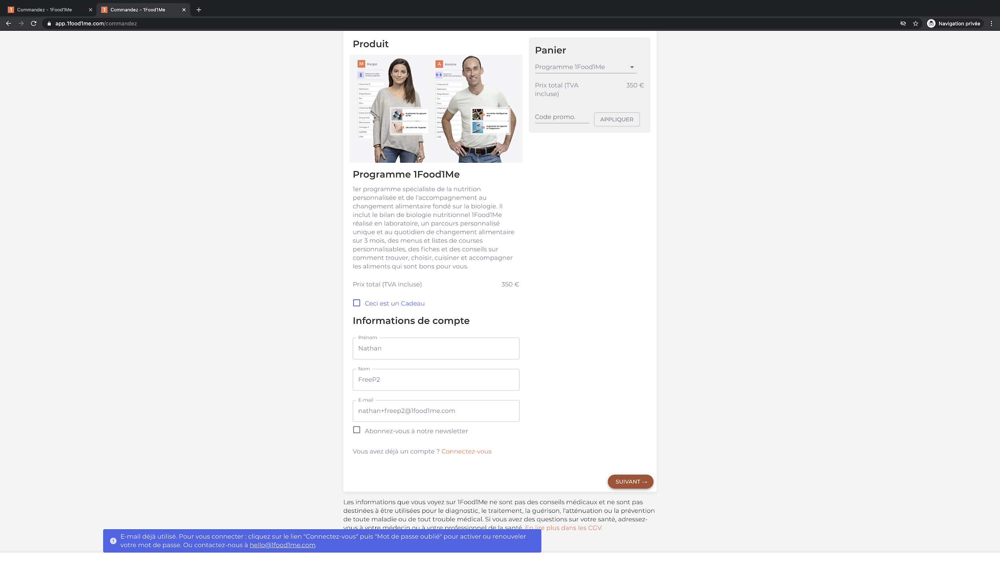 Commandez - 1Food1Me
Commandez - 1Food1Me
app.1food1me.com/commandez
Navigation privée
Produit
M Margot
Réduire mon état
de fatigue général
Vitamine D
Sélénium
Magnésium
Fer
Zinc
Vitamine B
Vitamine B
Dopamine
Sérotonine
Omégas 3
AA/EPA
LNA
Augmenter les apports
en Fer
Découvrir les 'Digestes'
A Antoine
Gagner en
performance physique
Vitamine D
Sélénium
Magnésium
Fer
Zinc
Vitamine
Vitam
Dopa
Séro
Omé
AA/EP
LNA
Introduire des légumes
secs
Augmenter les apports
en Magnésium
Programme 1Food1Me
1er programme spécialiste de la nutrition
personnalisée et de l'accompagnement au
changement alimentaire fondé sur la biologie. Il
inclut le bilan de biologie nutritionnel 1Food1Me
réalisé en laboratoire, un parcours personnalisé
unique et au quotidien de changement alimentaire
sur 3 mois, des menus et listes de courses
personnalisables, des fiches et des conseils sur
comment trouver, choisir, cuisiner et accompagner
les aliments qui sont bons pour vous.
Prix total (TVA incluse) 350 €
Ceci est un Cadeau
Informations de compte
Prénom
Nathan
Nom
FreeP2
E-mail
nathan+freep2@1food1me.com
Abonnez-vous à notre newsletter
Vous avez déjà un compte ? Connectez-vous
Panier
Programme 1Food1Me
Prix total (TVA 350 €
incluse)
Code promo.
APPLIQUER
SUIVANT →
Les informations que vous voyez sur 1Food1Me ne sont pas des conseils médicaux et ne sont pas
destinées à être utilisées pour le diagnostic, le traitement, la guérison, l'atténuation ou la prévention
de toute maladie ou de tout trouble médical. Si vous avez des questions sur votre santé, adressez-
vous à votre médecin ou à votre professionnel de la santé. En lire plus dans les CGV.
E-mail déjà utilisé. Pour vous connecter : cliquez sur le lien "Connectez-vous" puis "Mot de passe oublié" pour activer ou renouveler
votre mot de passe. Ou contactez-nous à hello@1food1me.com